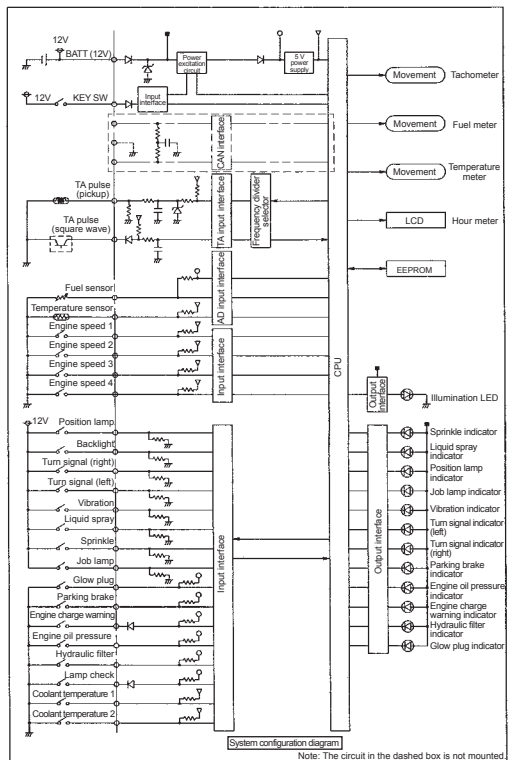 12V
BATT (12V)
Power
excitation
circuit
5 V
power
supply
12V
KEY SW
Input
interface
CAN interface
TA pulse
(pickup)
TA pulse
(square wave)
TA input interface
Frequency divider
selector
AD input interface
Fuel sensor
Temperature sensor
Engine speed 1
Engine speed 2
Engine speed 3
Engine speed 4
Input interface
CPU
Movement
Tachometer
Movement
Fuel meter
Movement
Temperature
meter
LCD
Hour meter
EEPROM
Output
interface
Illumination LED
12V
Position lamp
Backlight
Turn signal (right)
Turn signal (left)
Vibration
Liquid spray
Sprinkle
Job lamp
Glow plug
Parking brake
Engine charge warning
Engine oil pressure
Hydraulic filter
Lamp check
Coolant temperature 1
Coolant temperature 2
Input interface
Output interface
Sprinkle indicator
Liquid spray
indicator
Position lamp
indicator
Job lamp indicator
Vibration indicator
Turn signal indicator
(left)
Turn signal indicator
(right)
Parking brake
indicator
Engine oil pressure
indicator
Engine charge
warning indicator
Hydraulic filter
indicator
Glow plug indicator
System configuration diagram
Note: The circuit in the dashed box is not mounted.